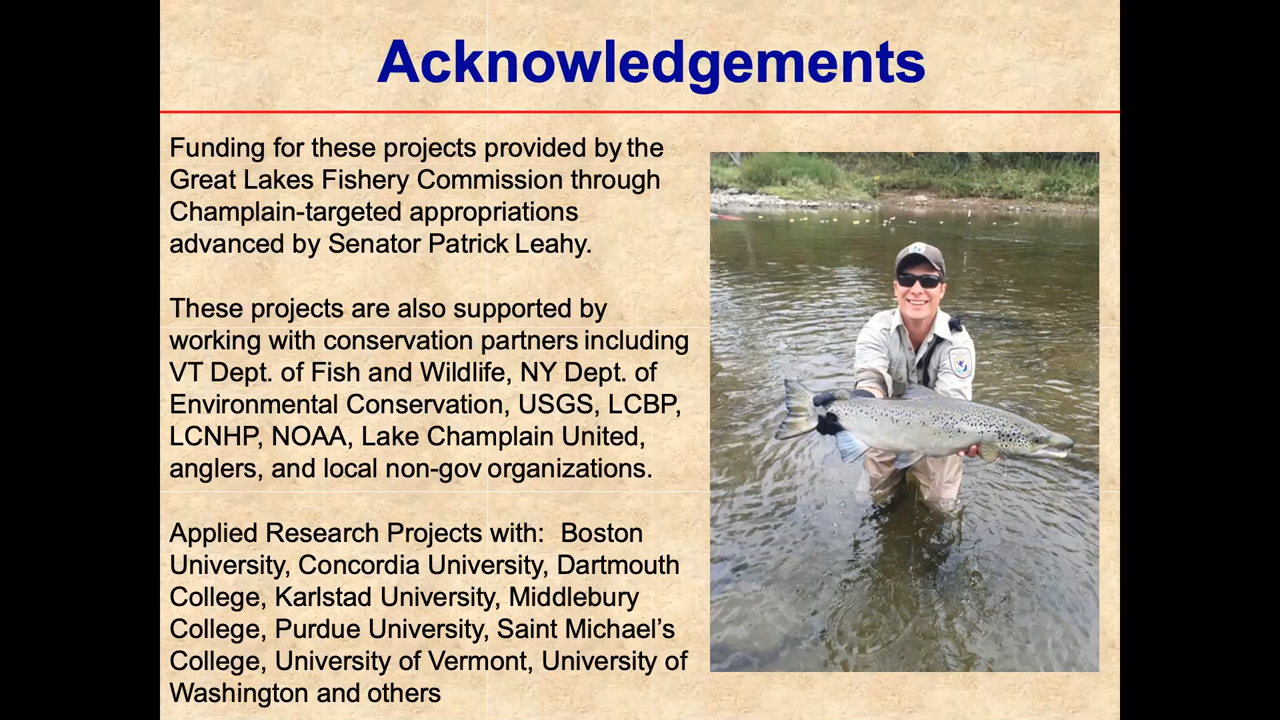 Acknowledgements
Funding for these projects provided by the
Great Lakes Fishery Commission through
Champlain-targeted appropriations
advanced by Senator Patrick Leahy.
These projects are also supported by
working with conservation partners including
VT Dept. of Fish and Wildlife, NY Dept. of
Environmental Conservation, USGS, LCBP,
LCNHP, NOAA, Lake Champlain United,
anglers, and local non-gov organizations.
Applied Research Projects with:  Boston
University, Concordia University, Dartmouth
College, Karlstad University, Middlebury
College, Purdue University, Saint Michael’s
College, University of Vermont, University of
Washington and others